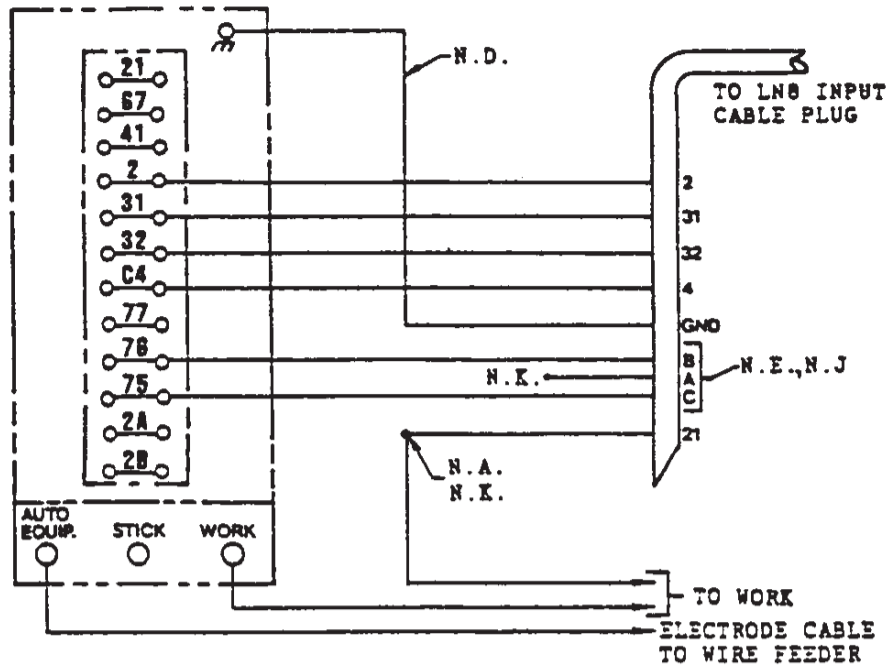 N.D.
21
67
41
2
31
32
C4
77
76
75
2A
2B
TO LN8 INPUT
CABLE PLUG
2
31
32
4
GND
B
A
C
21
N.E.,N.J
N.K.
N.A.
N.K.
AUTO
EQUIP.
STICK
WORK
TO WORK
ELECTRODE CABLE
TO WIRE FEEDER